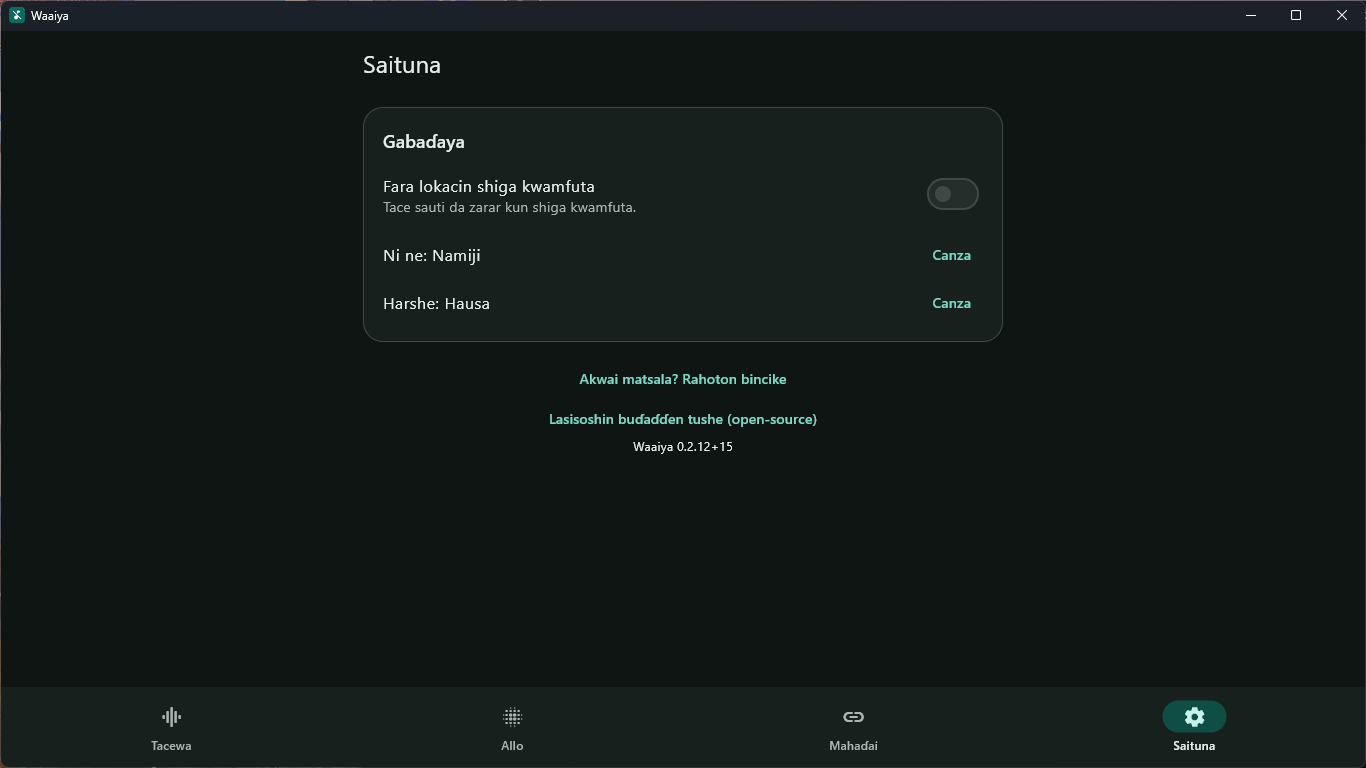 Waaiya
Saituna
Gabaɗaya
Fara lokacin shiga kwamfuta
Tace sauti da zarar kun shiga kwamfuta.
Ni ne: Namiji
Canza
Harshe: Hausa
Canza
Akwai matsala? Rahoton bincike
Lasisoshin buɗaɗɗen tushe (open-source)
Waaiya 0.2.12+15
Tacewa
Allo
Mahaɗai
Saituna